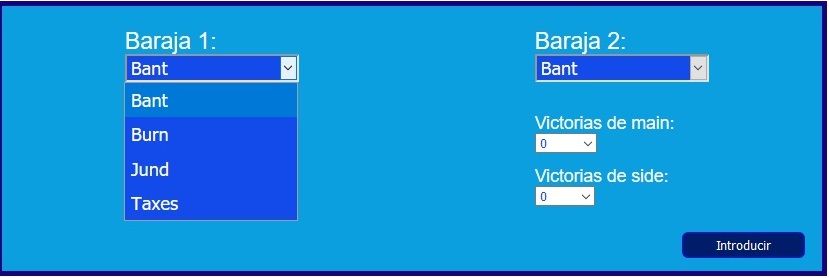 Baraja 1:
Bant
Bant
Burn
Jund
Taxes
Baraja 2:
Bant
Victorias de main:
0
Victorias de side:
0
Introducir